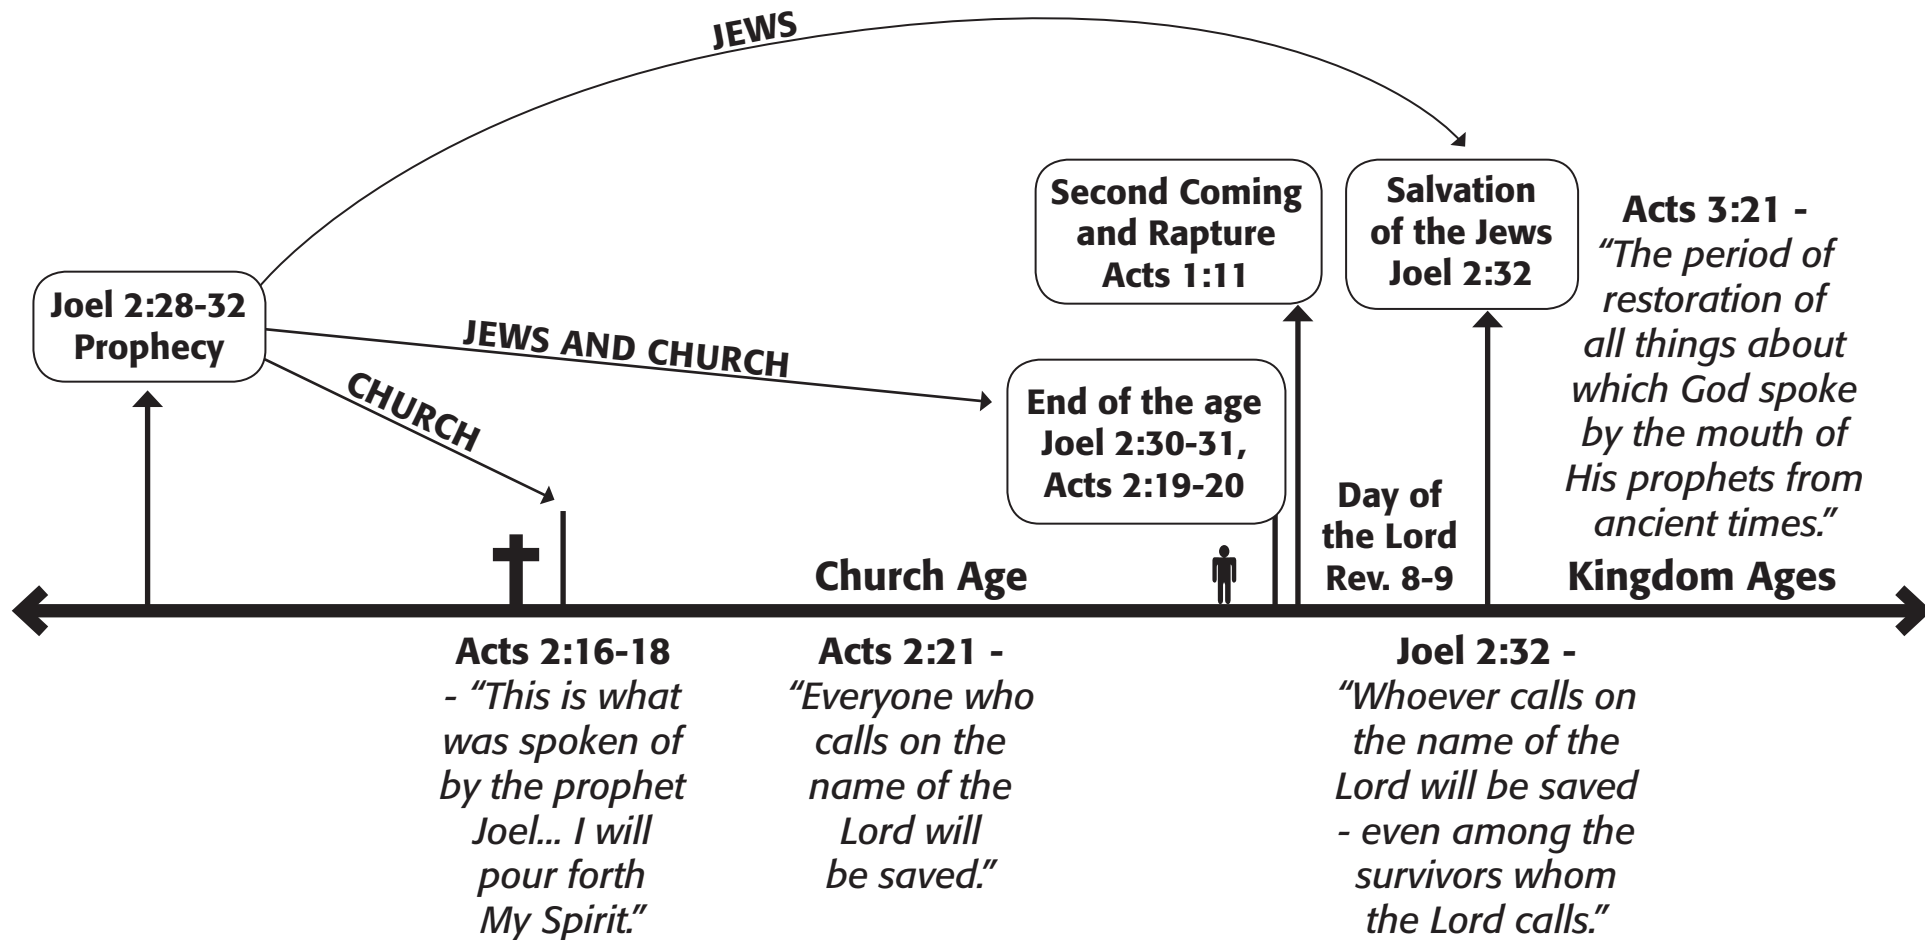 JEWS
Second Coming
and Rapture
Acts 1:11
Salvation
of the Jews
Joel 2:32
Acts 3:21 -
“The period of
restoration of
all things about
which God spoke
by the mouth of
His prophets from
ancient times.”
Joel 2:28-32
Prophecy
JEWS AND CHURCH
CHURCH
End of the age
Joel 2:30-31,
Acts 2:19-20
Day of
the Lord
Rev. 8-9
Church Age
Kingdom Ages
Acts 2:16-18
- “This is what
was spoken of
by the prophet
Joel... I will
pour forth
My Spirit.”
Acts 2:21 -
“Everyone who
calls on the
name of the
Lord will
be saved.”
Joel 2:32 -
“Whoever calls on
the name of the
Lord will be saved
- even among the
survivors whom
the Lord calls.”